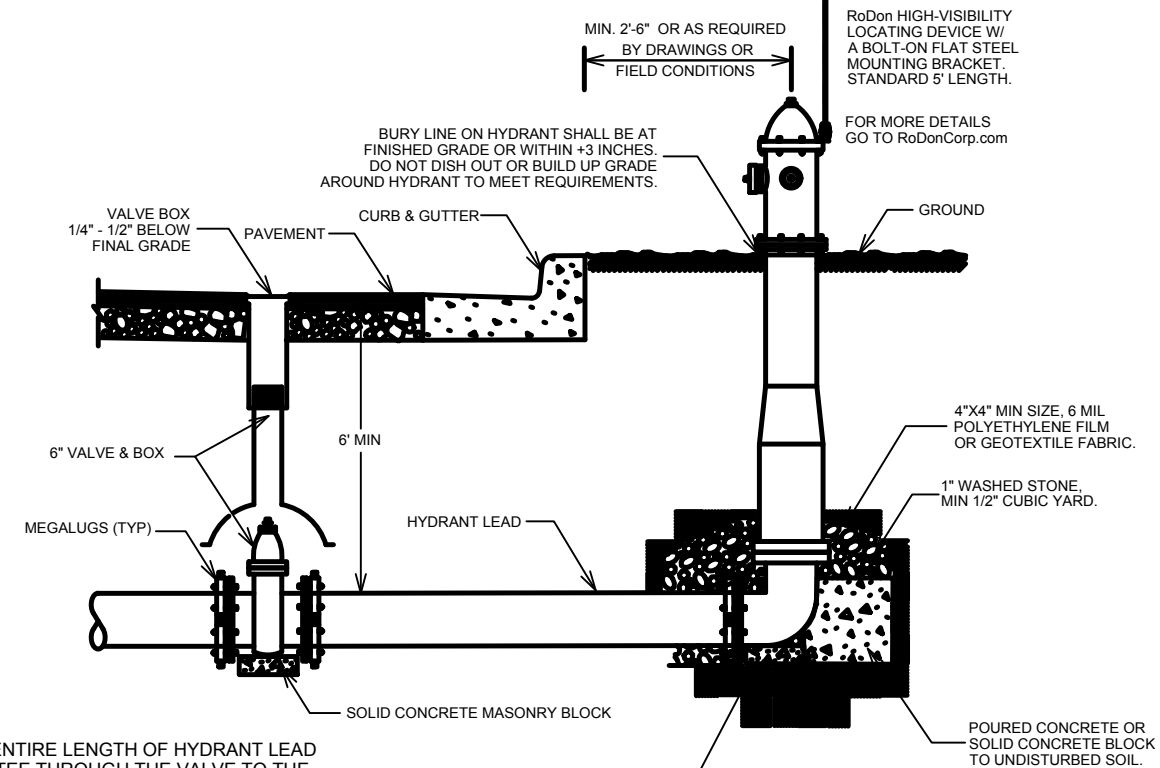 MIN. 2'-6" OR AS REQUIRED
BY DRAWINGS OR
FIELD CONDITIONS
RoDon HIGH-VISIBILITY
LOCATING DEVICE W/
A BOLT-ON FLAT STEEL
MOUNTING BRACKET.
STANDARD 5' LENGTH.
FOR MORE DETAILS
GO TO RoDonCorp.com
BURY LINE ON HYDRANT SHALL BE AT
FINISHED GRADE OR WITHIN +3 INCHES.
DO NOT DISH OUT OR BUILD UP GRADE
AROUND HYDRANT TO MEET REQUIREMENTS.
VALVE BOX
1/4" - 1/2" BELOW
FINAL GRADE
PAVEMENT
CURB & GUTTER
GROUND
6" VALVE & BOX
6' MIN
4"X4" MIN SIZE, 6 MIL
POLYETHYLENE FILM
OR GEOTEXTILE FABRIC.
1" WASHED STONE,
MIN 1/2" CUBIC YARD.
MEGALUGS (TYP)
HYDRANT LEAD
SOLID CONCRETE MASONRY BLOCK
POURED CONCRETE OR
SOLID CONCRETE BLOCK
TO UNDISTURBED SOIL.
ENTIRE LENGTH OF HYDRANT LEAD
TEE THROUGH THE VALVE TO THE